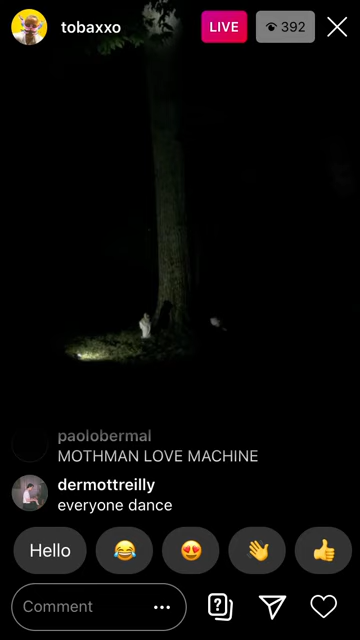 tobaxxo
LIVE
392
paolobermal
MOTHMAN LOVE MACHINE
dermottreilly
everyone dance
Hello
Comment